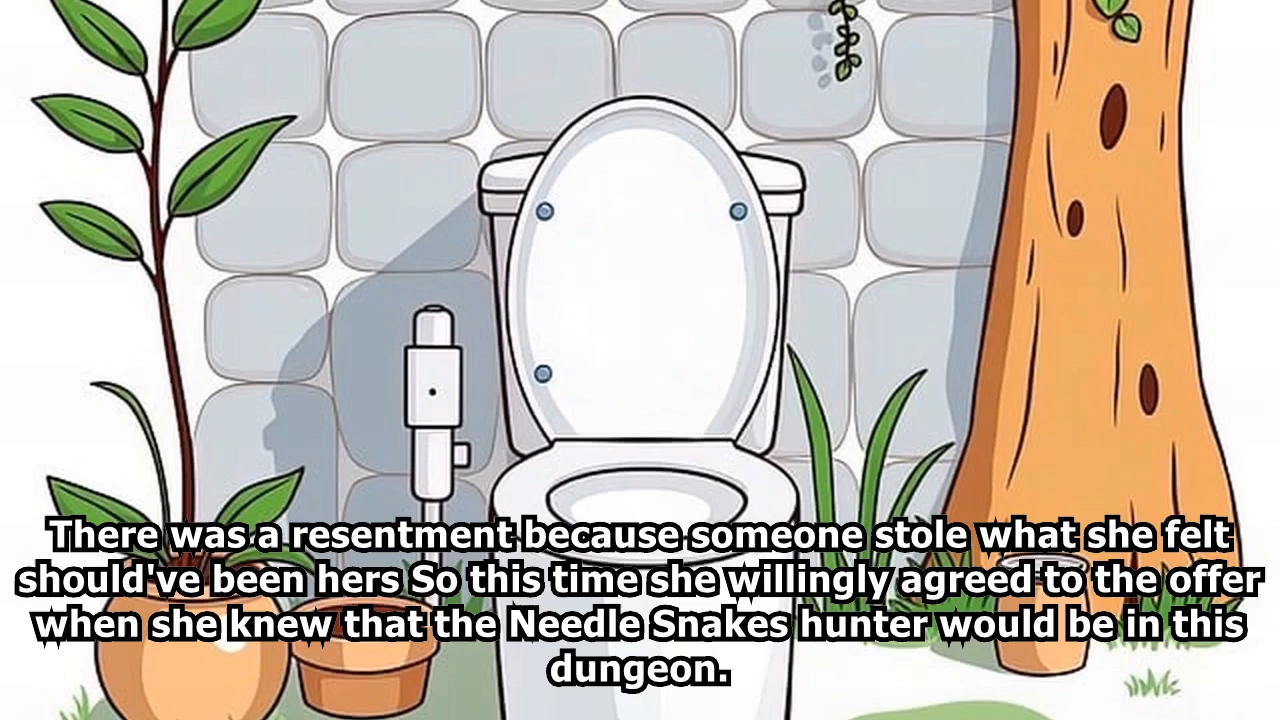 There was a resentment because someone stole what she felt
should've been hers So this time she willingly agreed to the offer
when she knew that the Needle Snakes hunter would be in this
dungeon.